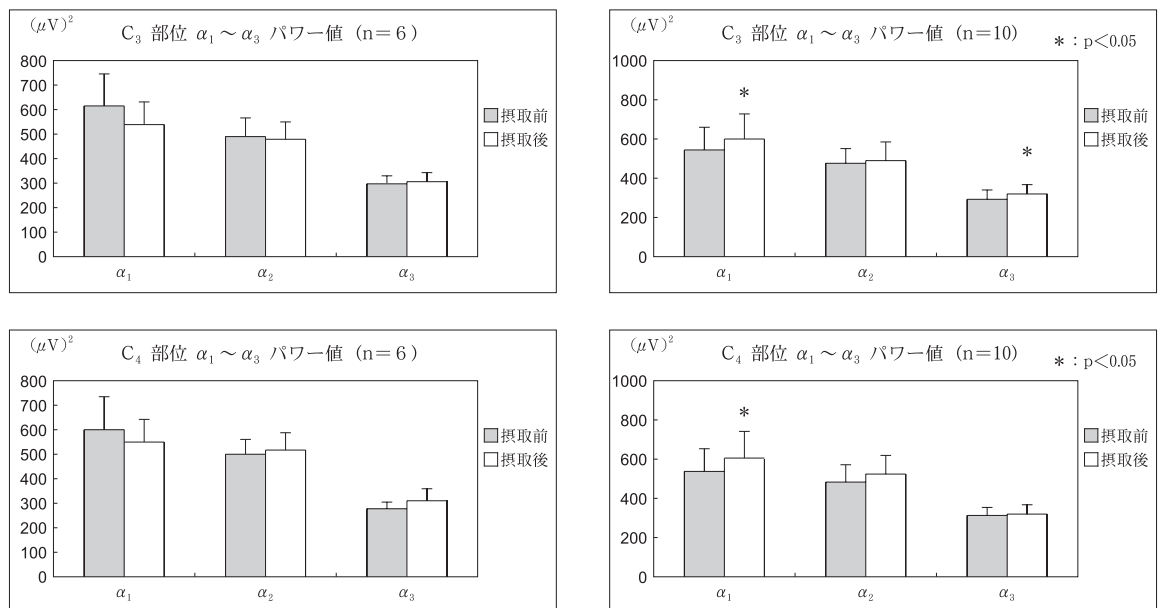 (μV)²
C₃ 部位 α₁～α₃ パワー値 (n＝6)
800
700
600
500
400
300
200
100
0
α₁
α₂
α₃
摂取前
摂取後
(μV)²
C₃ 部位 α₁～α₃ パワー値 (n＝10)
＊：p＜0.05
1000
800
600
400
200
0
＊
＊
α₁
α₂
α₃
摂取前
摂取後
(μV)²
C₄ 部位 α₁～α₃ パワー値 (n＝6)
800
700
600
500
400
300
200
100
0
α₁
α₂
α₃
摂取前
摂取後
(μV)²
C₄ 部位 α₁～α₃ パワー値 (n＝10)
＊：p＜0.05
1000
800
600
400
200
0
＊
α₁
α₂
α₃
摂取前
摂取後